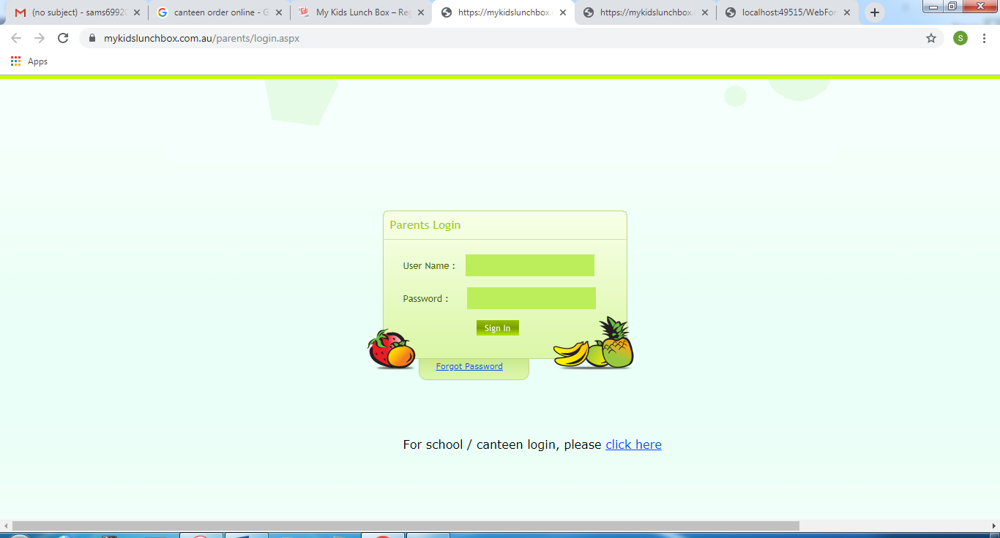 (no subject) - sams6992
canteen order online - G
My Kids Lunch Box – Reg
https://mykidslunchbox.
https://mykidslunchbox.
localhost:49515/WebFor
mykidslunchbox.com.au/parents/login.aspx
S
Apps
Parents Login
User Name :
Password :
Sign In
Forgot Password
For school / canteen login, please click here